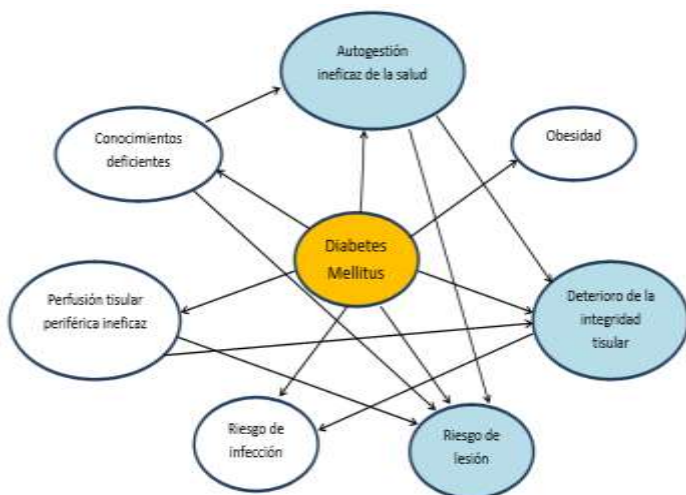 Autogestión
ineficaz de la salud
Conocimientos
deficientes
Obesidad
Diabetes
Mellitus
Perfusión tisular
periférica ineficaz
Deterioro de la
integridad
tisular
Riesgo de
infección
Riesgo de
lesión